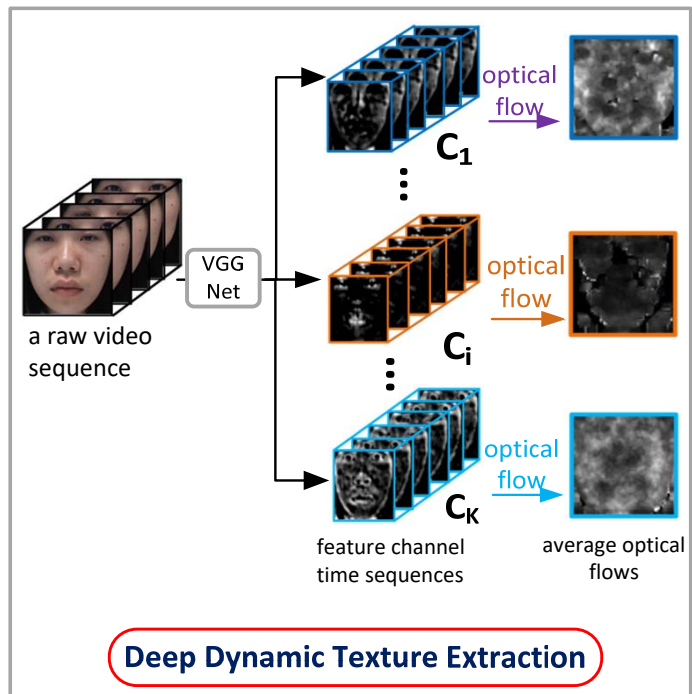 optical
flow
C1
a raw video
sequence
VGG
Net
optical
flow
Ci
optical
flow
CK
feature channel
time sequences
average optical
flows
Deep Dynamic Texture Extraction